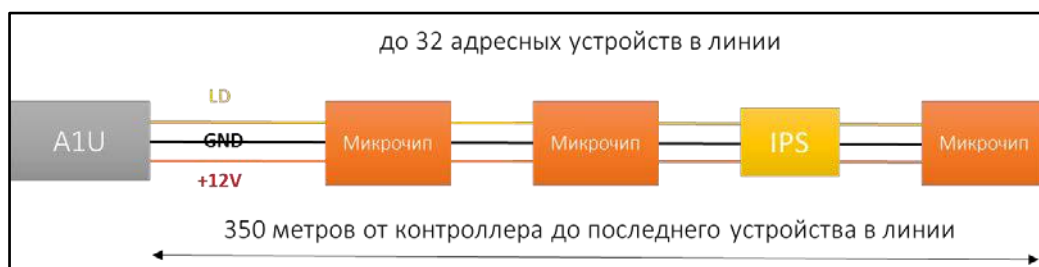 до 32 адресных устройств в линии
LD
A1U
GND
Микрочип
Микрочип
IPS
Микрочип
+12V
350 метров от контроллера до последнего устройства в линии